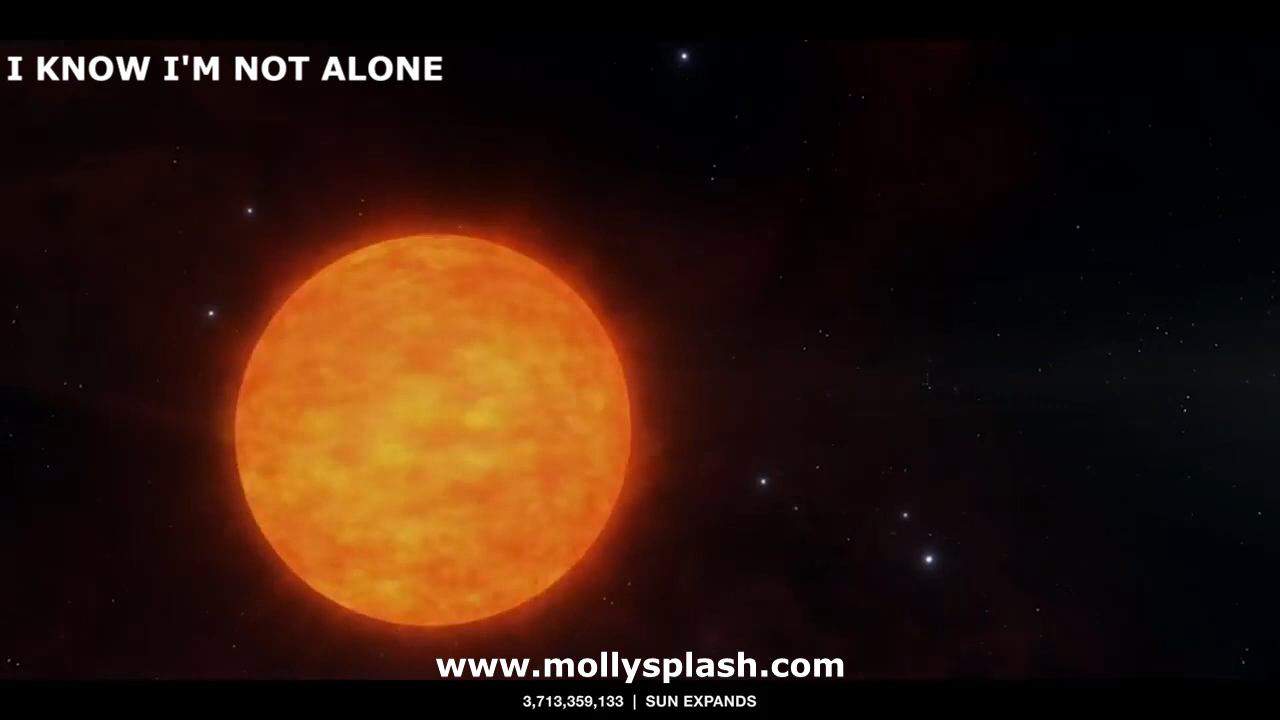 I KNOW I'M NOT ALONE
www.mollysplash.com
3,713,359,133 | SUN EXPANDS